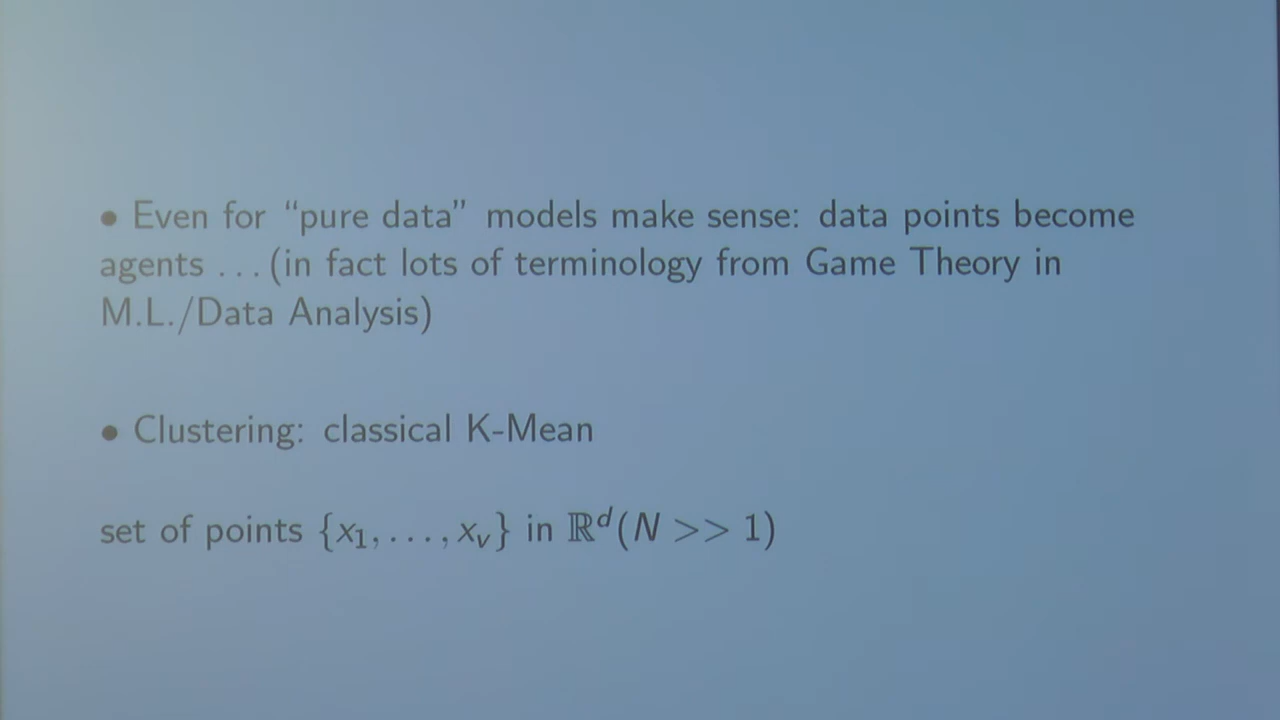 • Even for “pure data” models make sense: data points become
agents ...(in fact lots of terminology from Game Theory in
M.L./Data Analysis)
• Clustering: classical K-Mean
set of points {x₁, . . . , xᵥ} in ℝᵈ(N >> 1)